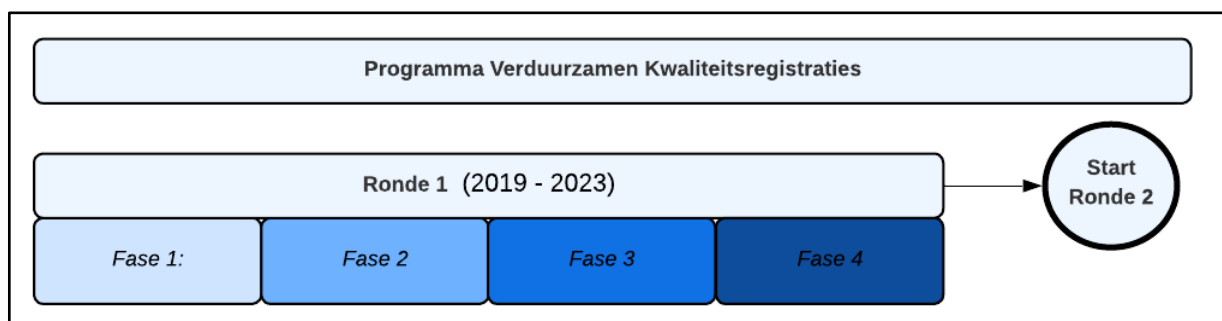 Programma Verduurzamen Kwaliteitsregistraties
Ronde 1 (2019 - 2023)
Start
Ronde 2
Fase 1:
Fase 2
Fase 3
Fase 4